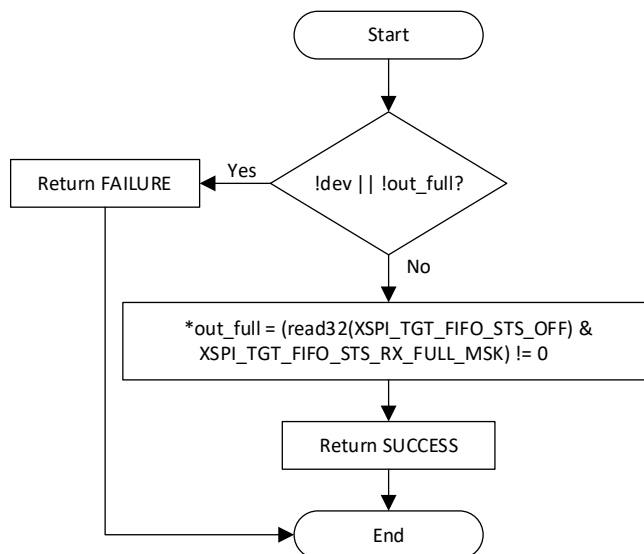 Start
!dev || !out_full?
Yes
Return FAILURE
No
*out_full = (read32(XSPI_TGT_FIFO_STS_OFF) &
XSPI_TGT_FIFO_STS_RX_FULL_MSK) != 0
Return SUCCESS
End